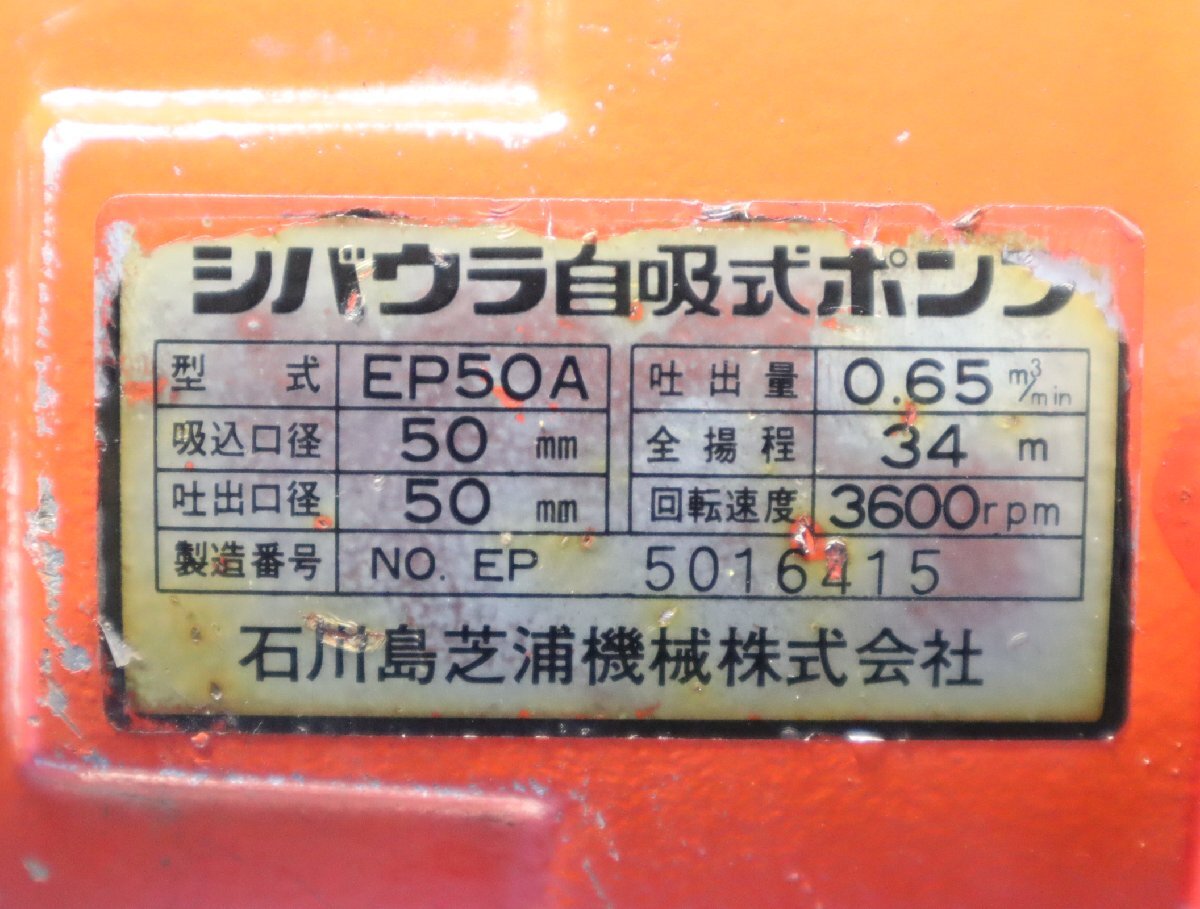 シバウラ自吸式ポンプ
型式 EP50A 吐出量 0.65 m³/min
吸込口径 50 mm 全揚程 34 m
吐出口径 50 mm 回転速度 3600rpm
製造番号 NO. EP 5016415
石川島芝浦機械株式会社